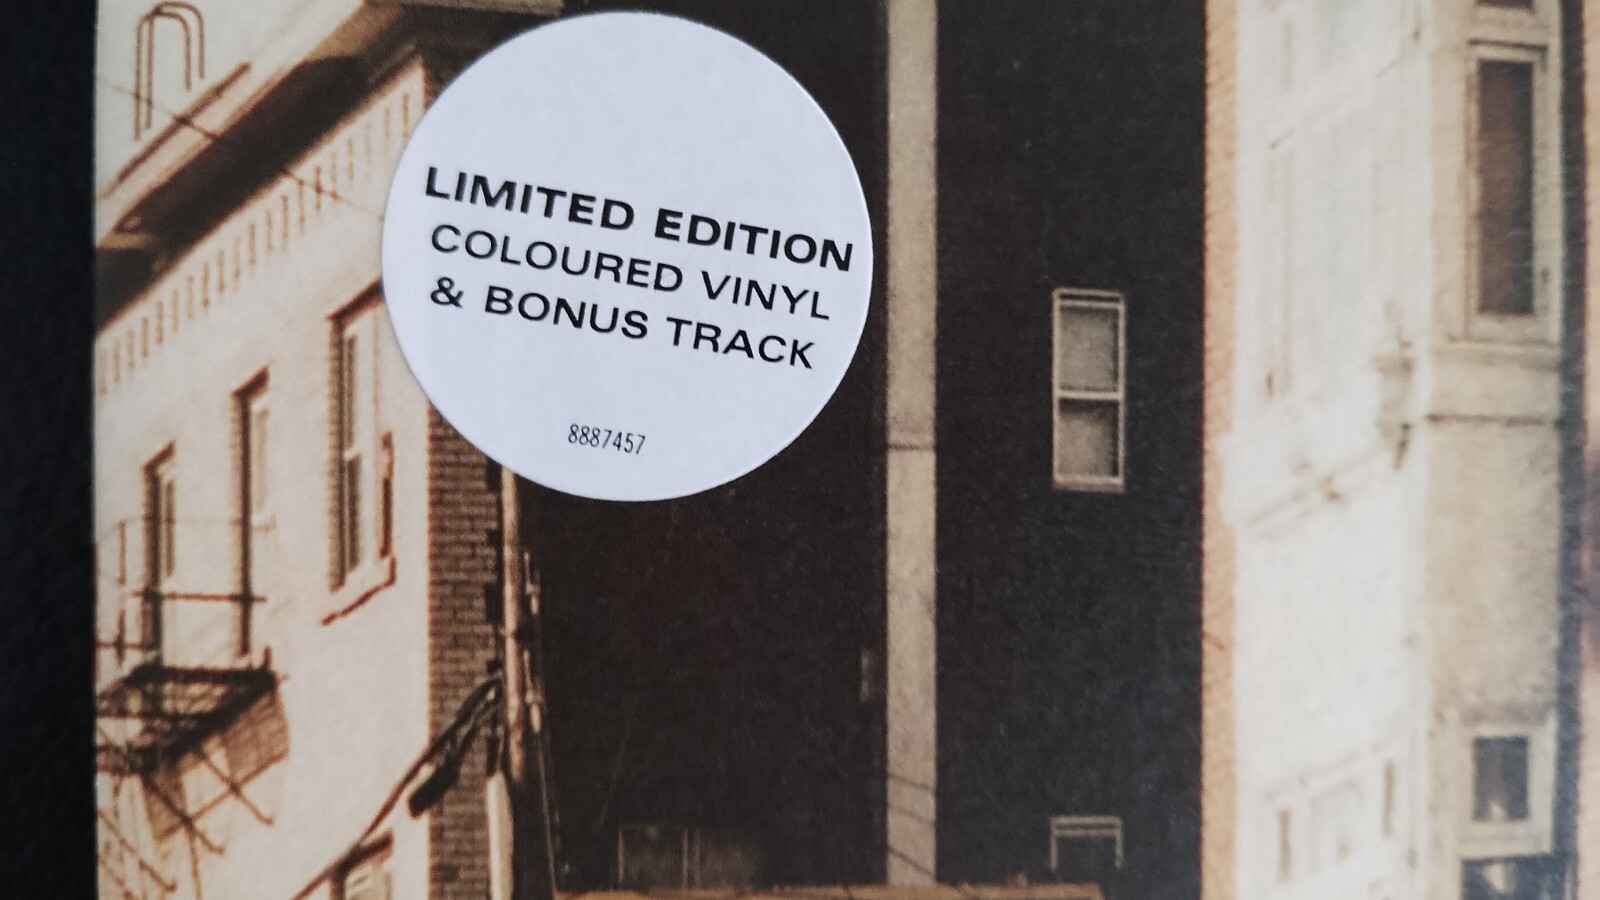 LIMITED EDITION
COLOURED VINYL
& BONUS TRACK
8887457